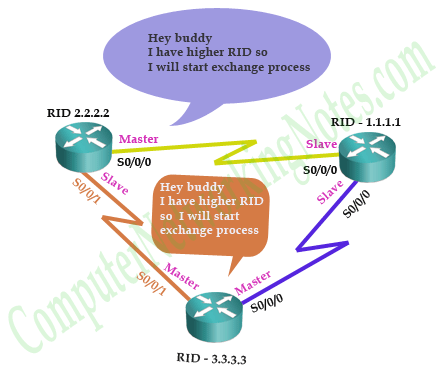 Hey buddy
I have higher RID so
I will start exchange process
RID 2.2.2.2
RID - 1.1.1.1
Master
S0/0/0
Slave
S0/0/0
Slave
S0/0/1
Slave
S0/0/0
Hey buddy
I have higher RID
so I will start
exchange process
Master
S0/0/1
Master
S0/0/0
RID - 3.3.3.3
ComputerNetworkingNotes.com